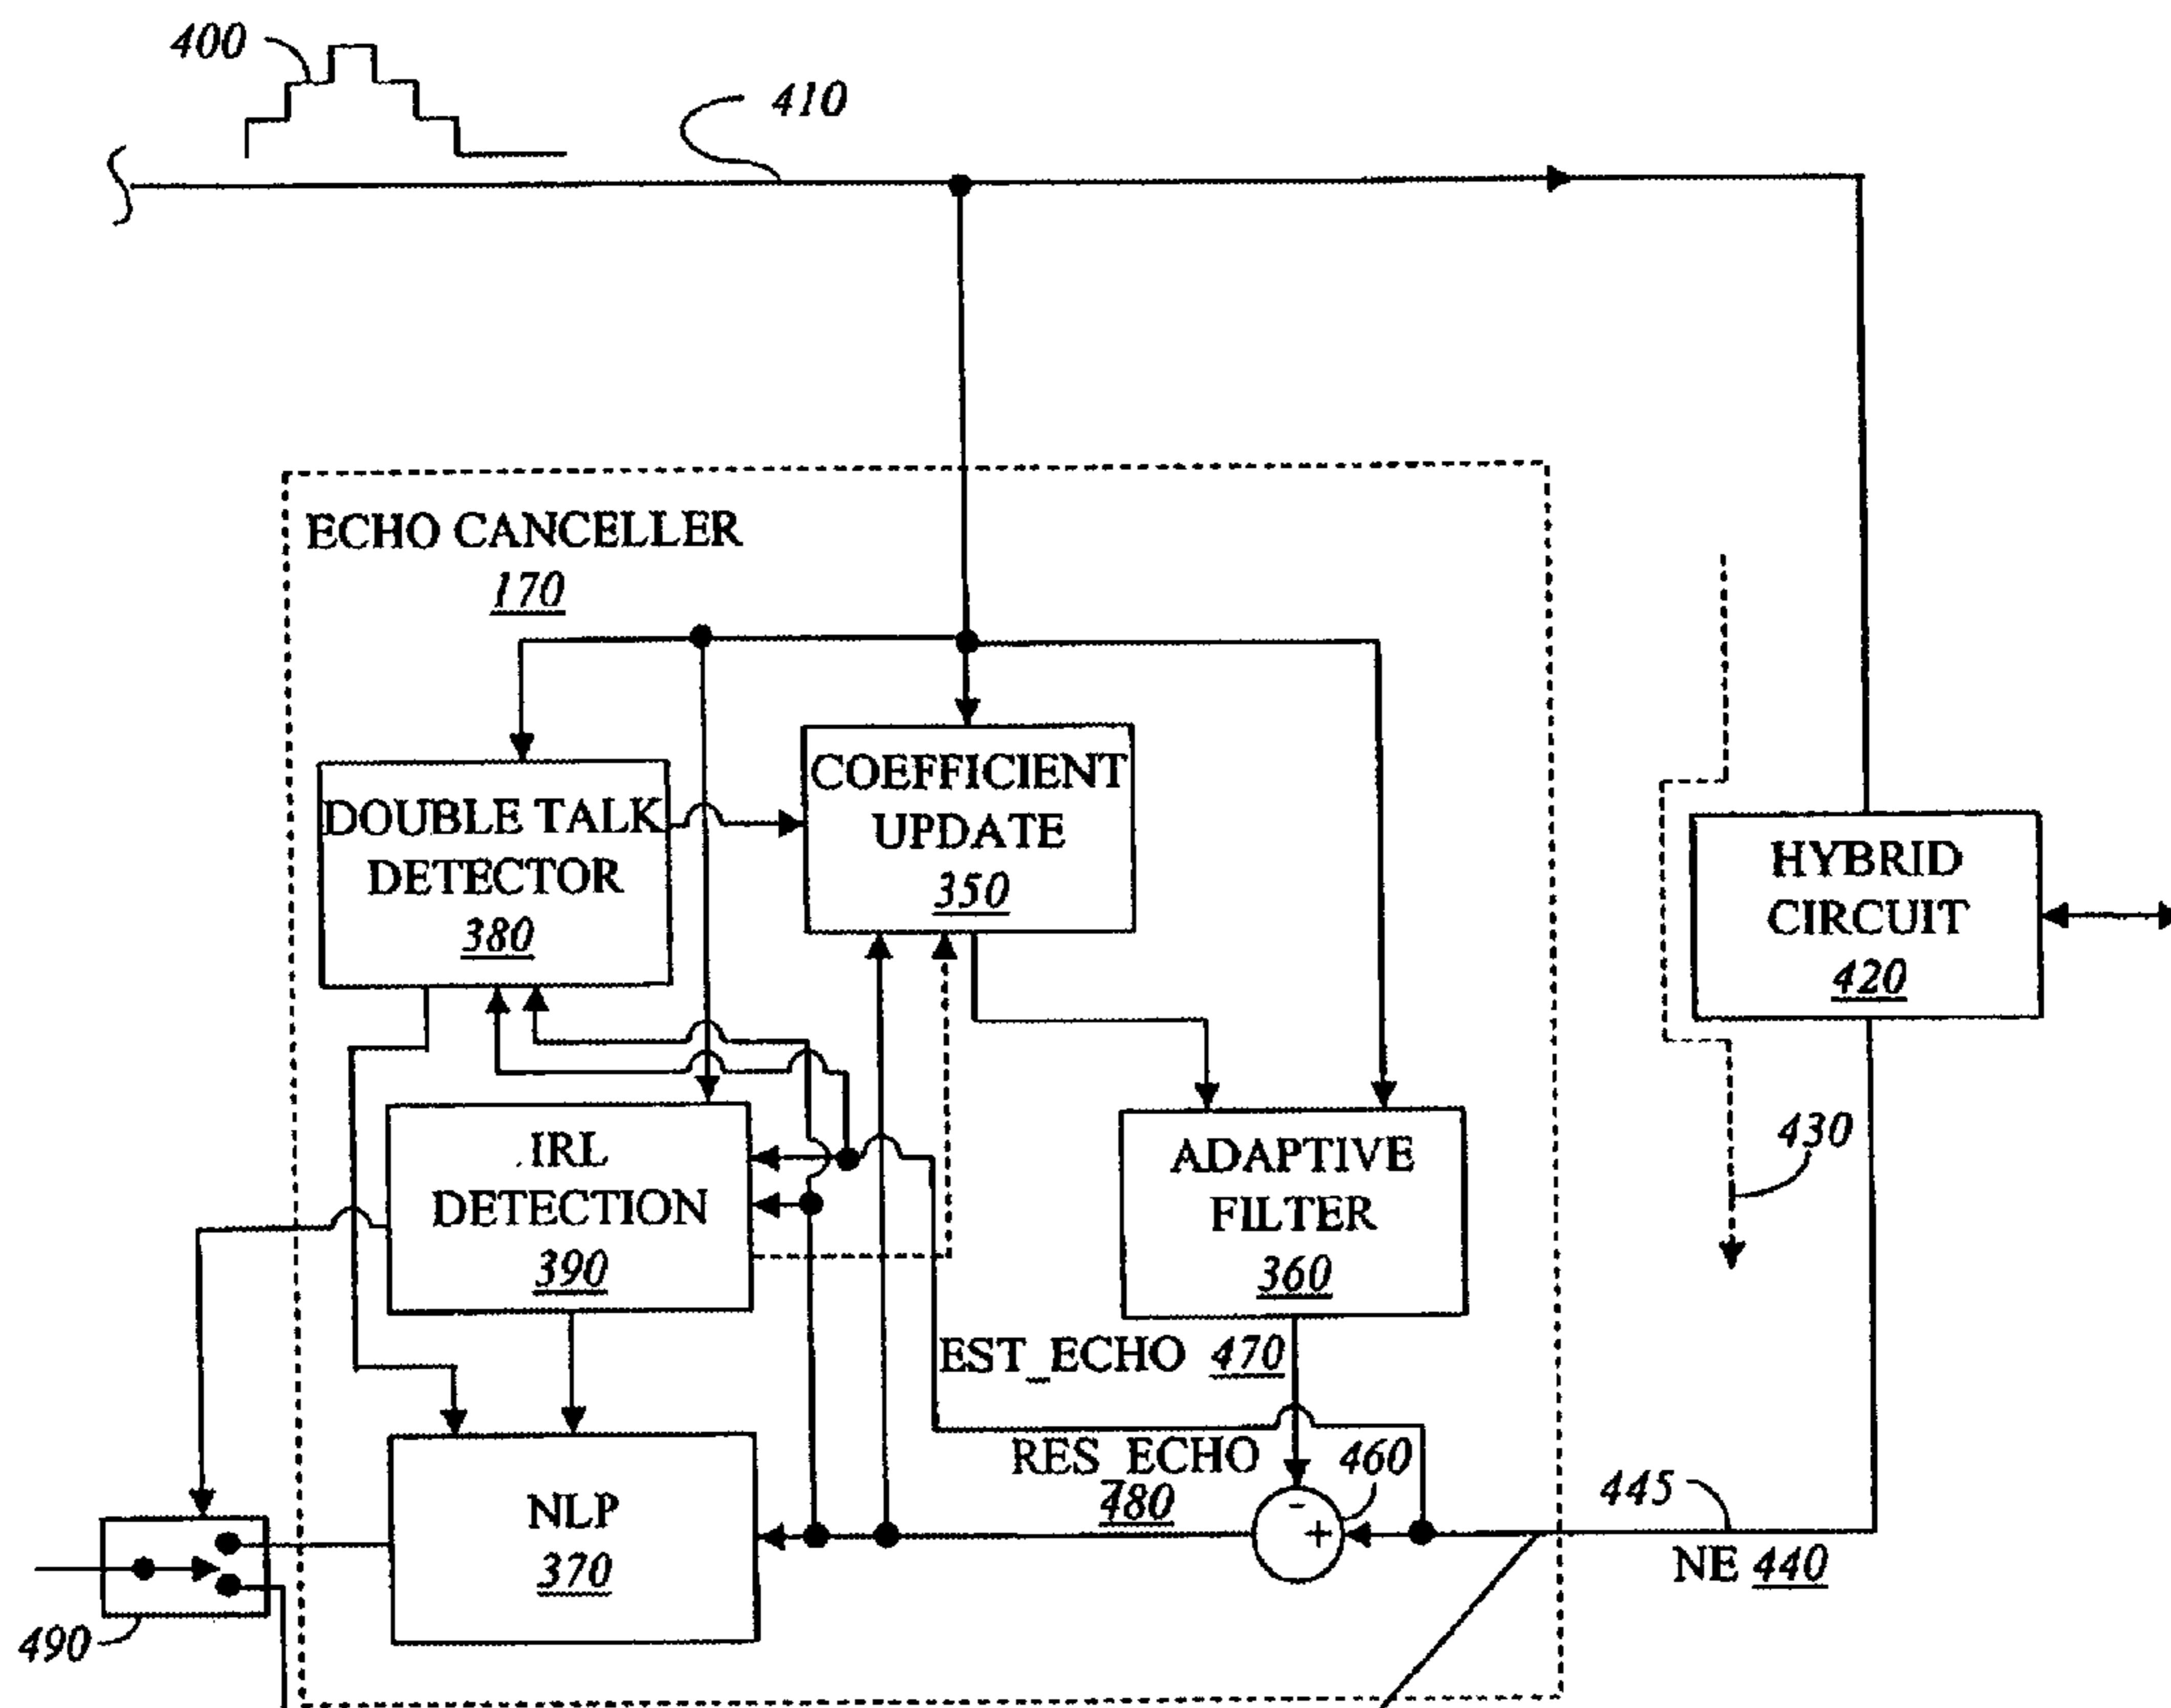 400
410
ECHO CANCELLER
170
DOUBLE TALK
DETECTOR
380
COEFFICIENT
UPDATE
350
HYBRID
CIRCUIT
420
IRL
DETECTION
390
ADAPTIVE
FILTER
360
430
EST_ECHO 470
RES_ECHO
480
460
-
+
445
NE 440
NLP
370
490